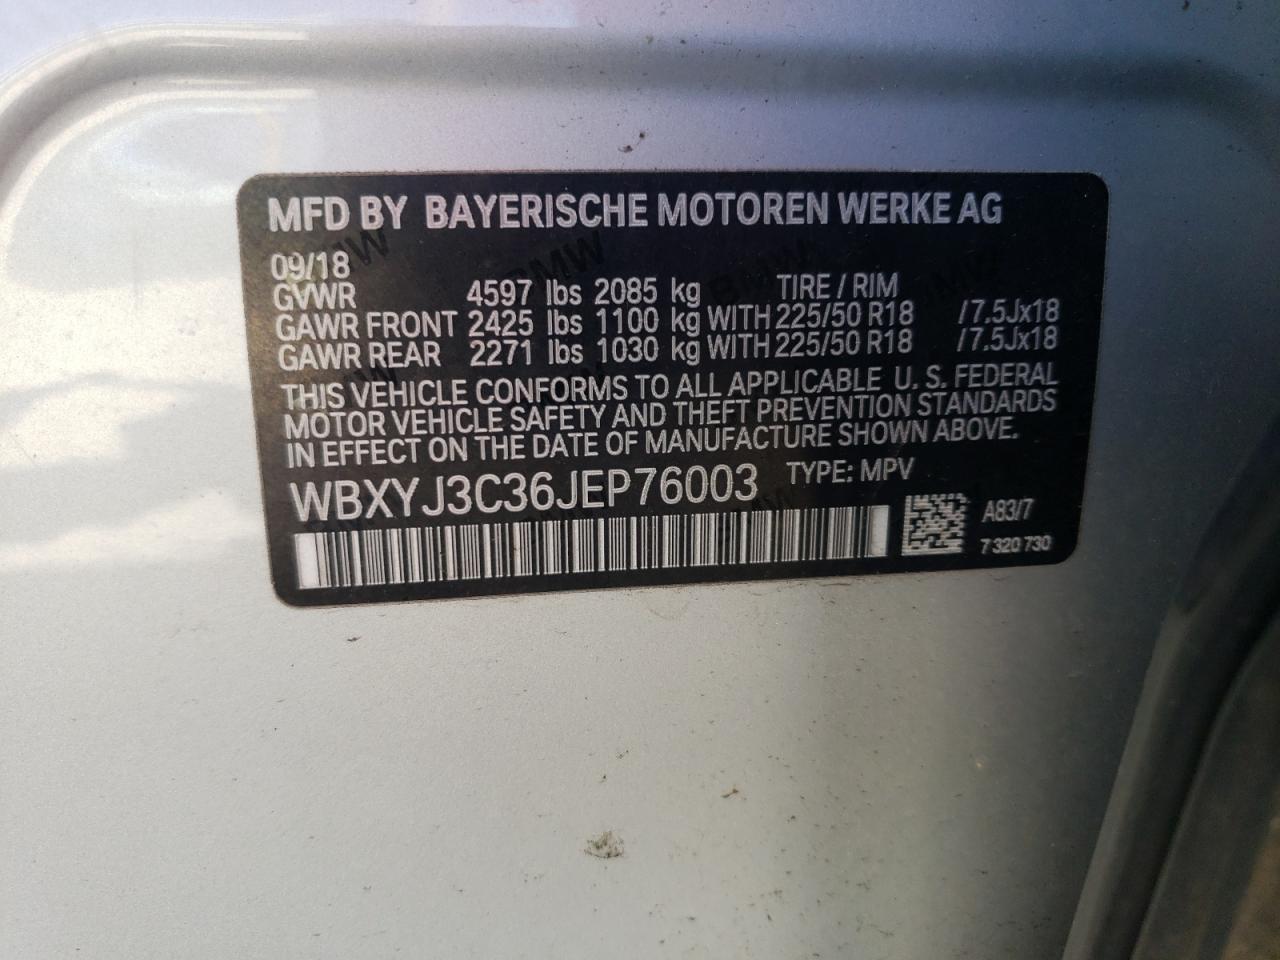 MFD BY BAYERISCHE MOTOREN WERKE AG
09/18
GVWR 4597 lbs 2085 kg TIRE / RIM
GAWR FRONT 2425 lbs 1100 kg WITH 225/50 R18 /7.5Jx18
GAWR REAR 2271 lbs 1030 kg WITH 225/50 R18 /7.5Jx18
THIS VEHICLE CONFORMS TO ALL APPLICABLE U. S. FEDERAL
MOTOR VEHICLE SAFETY AND THEFT PREVENTION STANDARDS
IN EFFECT ON THE DATE OF MANUFACTURE SHOWN ABOVE.
WBXYJ3C36JEP76003 TYPE: MPV
A83/7
7 320 730